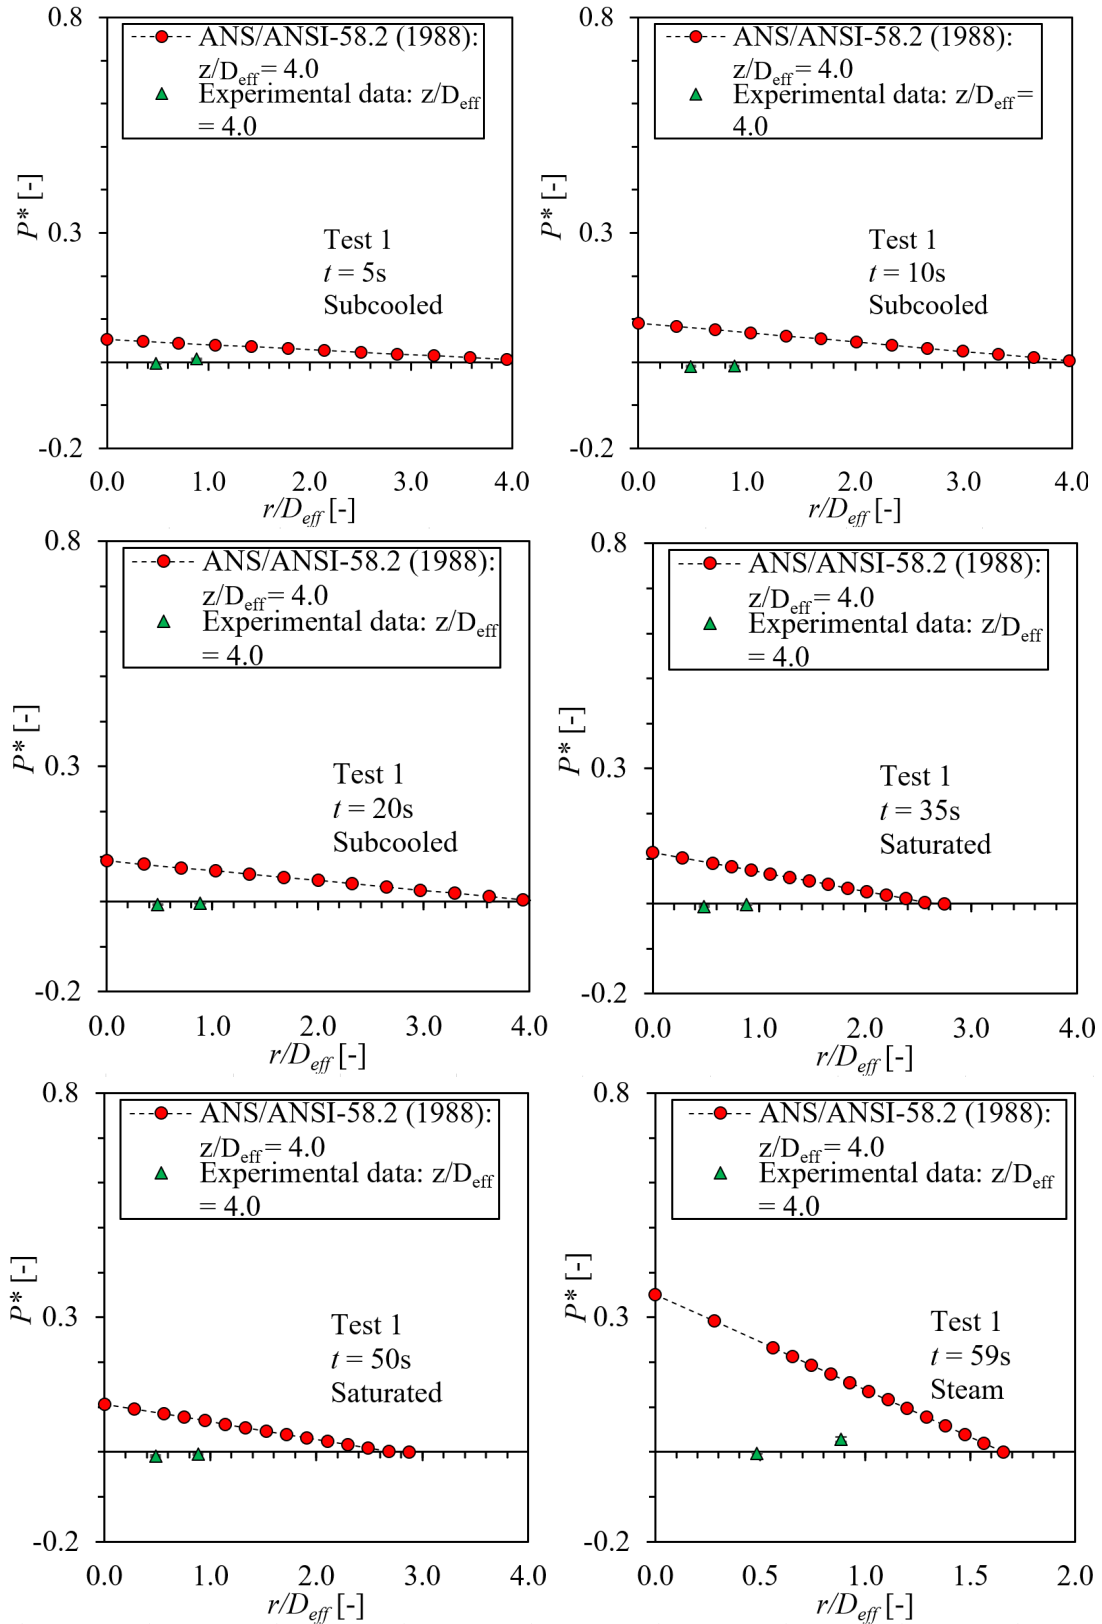 0.8
ANS/ANSI-58.2 (1988):
z/Deff = 4.0
Experimental data: z/Deff
= 4.0
P* [-]
0.3
Test 1
t = 5s
Subcooled
-0.2
0.0 1.0 2.0 3.0 4.0
r/Deff [-]
ANS/ANSI-58.2 (1988):
z/Deff = 4.0
Experimental data: z/Deff =
4.0
0.8
P* [-]
0.3
Test 1
t = 10s
Subcooled
-0.2
0.0 1.0 2.0 3.0 4.0
r/Deff [-]
0.8
ANS/ANSI-58.2 (1988):
z/Deff = 4.0
Experimental data: z/Deff
= 4.0
P* [-]
0.3
Test 1
t = 20s
Subcooled
-0.2
0.0 1.0 2.0 3.0 4.0
r/Deff [-]
0.8
ANS/ANSI-58.2 (1988):
z/Deff = 4.0
Experimental data: z/Deff
= 4.0
P* [-]
0.3
Test 1
t = 35s
Saturated
-0.2
0.0 1.0 2.0 3.0 4.0
r/Deff [-]
0.8
ANS/ANSI-58.2 (1988):
z/Deff = 4.0
Experimental data: z/Deff
= 4.0
P* [-]
0.3
Test 1
t = 50s
Saturated
-0.2
0.0 1.0 2.0 3.0 4.0
r/Deff [-]
0.8
ANS/ANSI-58.2 (1988):
z/Deff = 4.0
Experimental data: z/Deff
= 4.0
P* [-]
0.3
Test 1
t = 59s
Steam
-0.2
0.0 0.5 1.0 1.5 2.0
r/Deff [-]